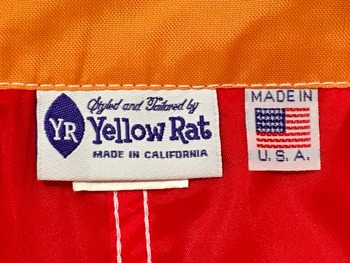 Styled and Tailored by
YR
Yellow Rat
MADE IN CALIFORNIA
MADE IN
U.S.A.